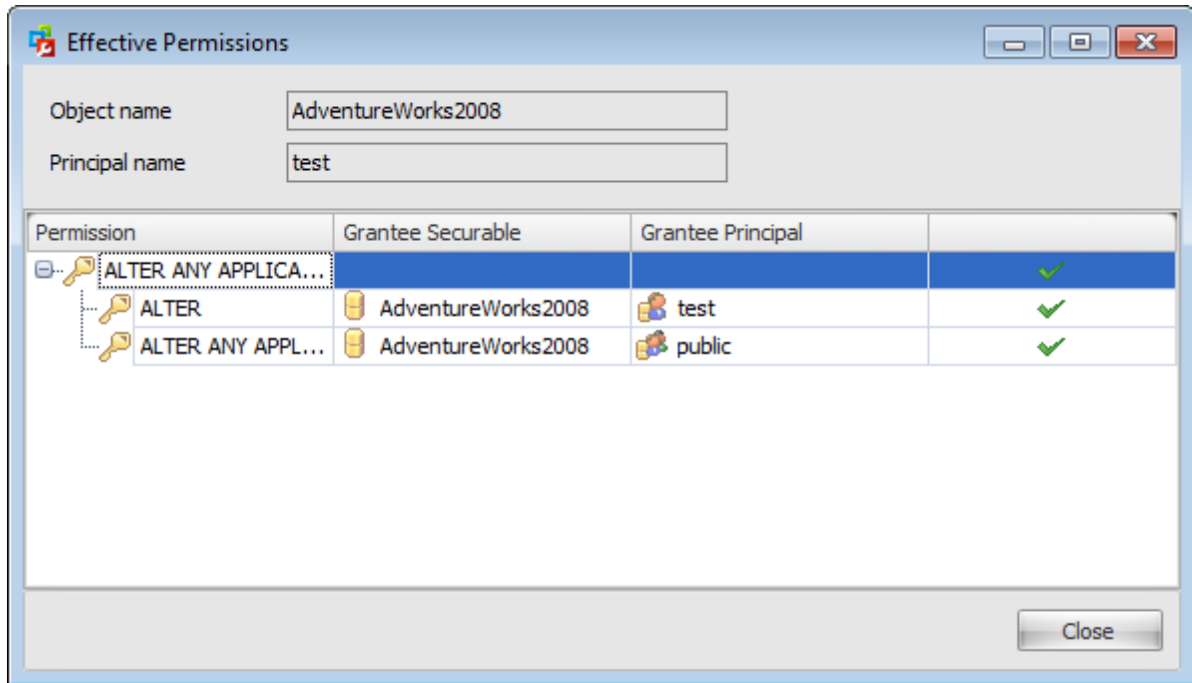 Effective Permissions
Object name AdventureWorks2008
Principal name test
Permission Grantee Securable Grantee Principal
ALTER ANY APPLICA...
ALTER AdventureWorks2008 test
ALTER ANY APPL... AdventureWorks2008 public
Close